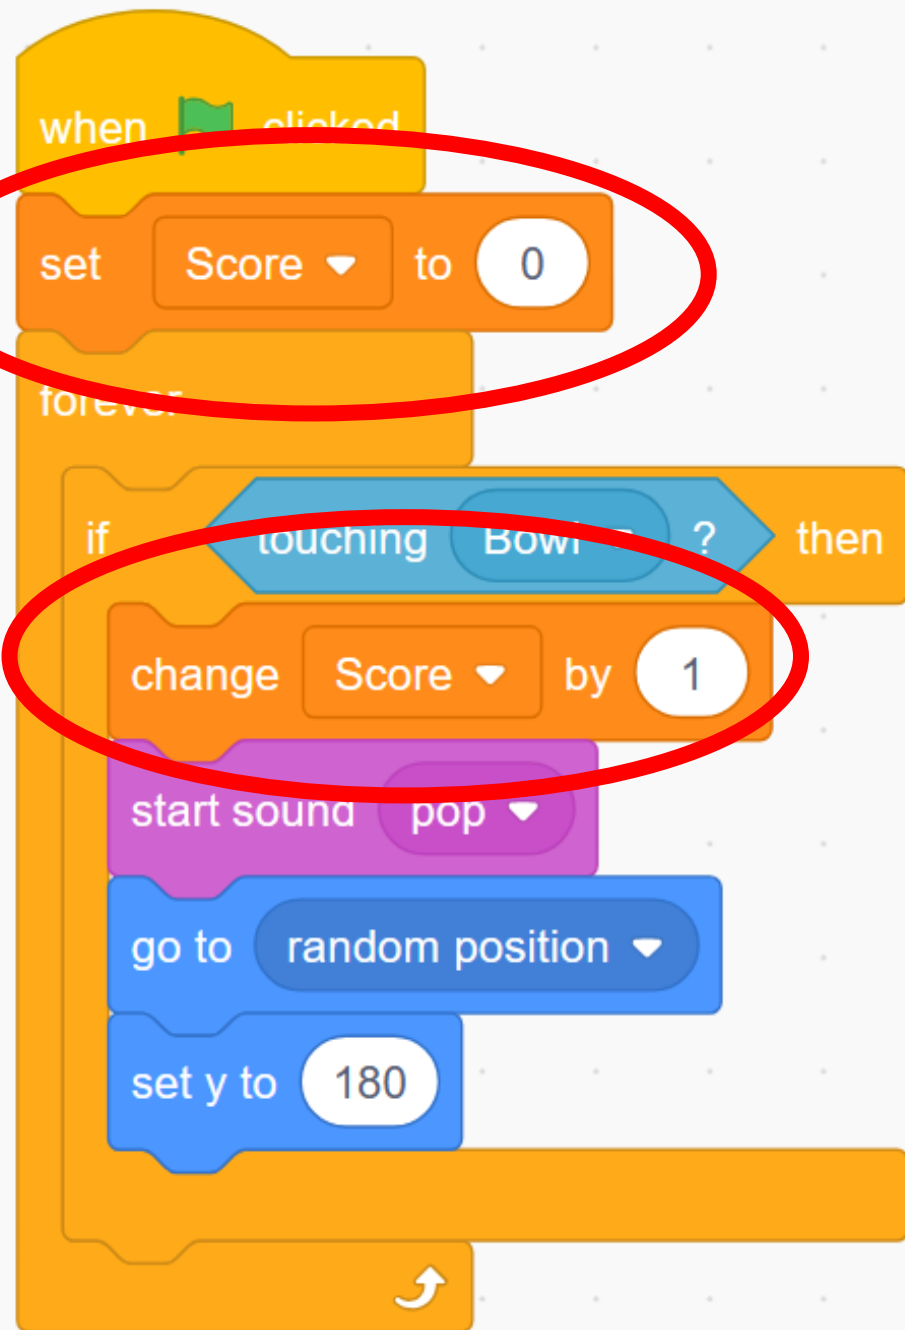 when clicked
set Score to 0
forever
if touching Bowl ? then
change Score by 1
start sound pop
go to random position
set y to 180